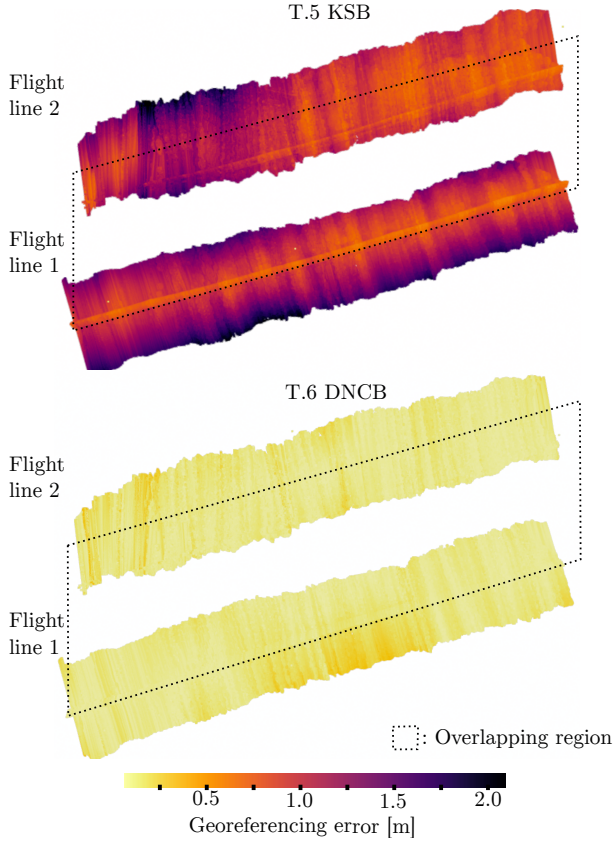 T.5 KSB
Flight
line 2
Flight
line 1
T.6 DNCB
Flight
line 2
Flight
line 1
: Overlapping region
0.5 1.0 1.5 2.0
Georeferencing error [m]